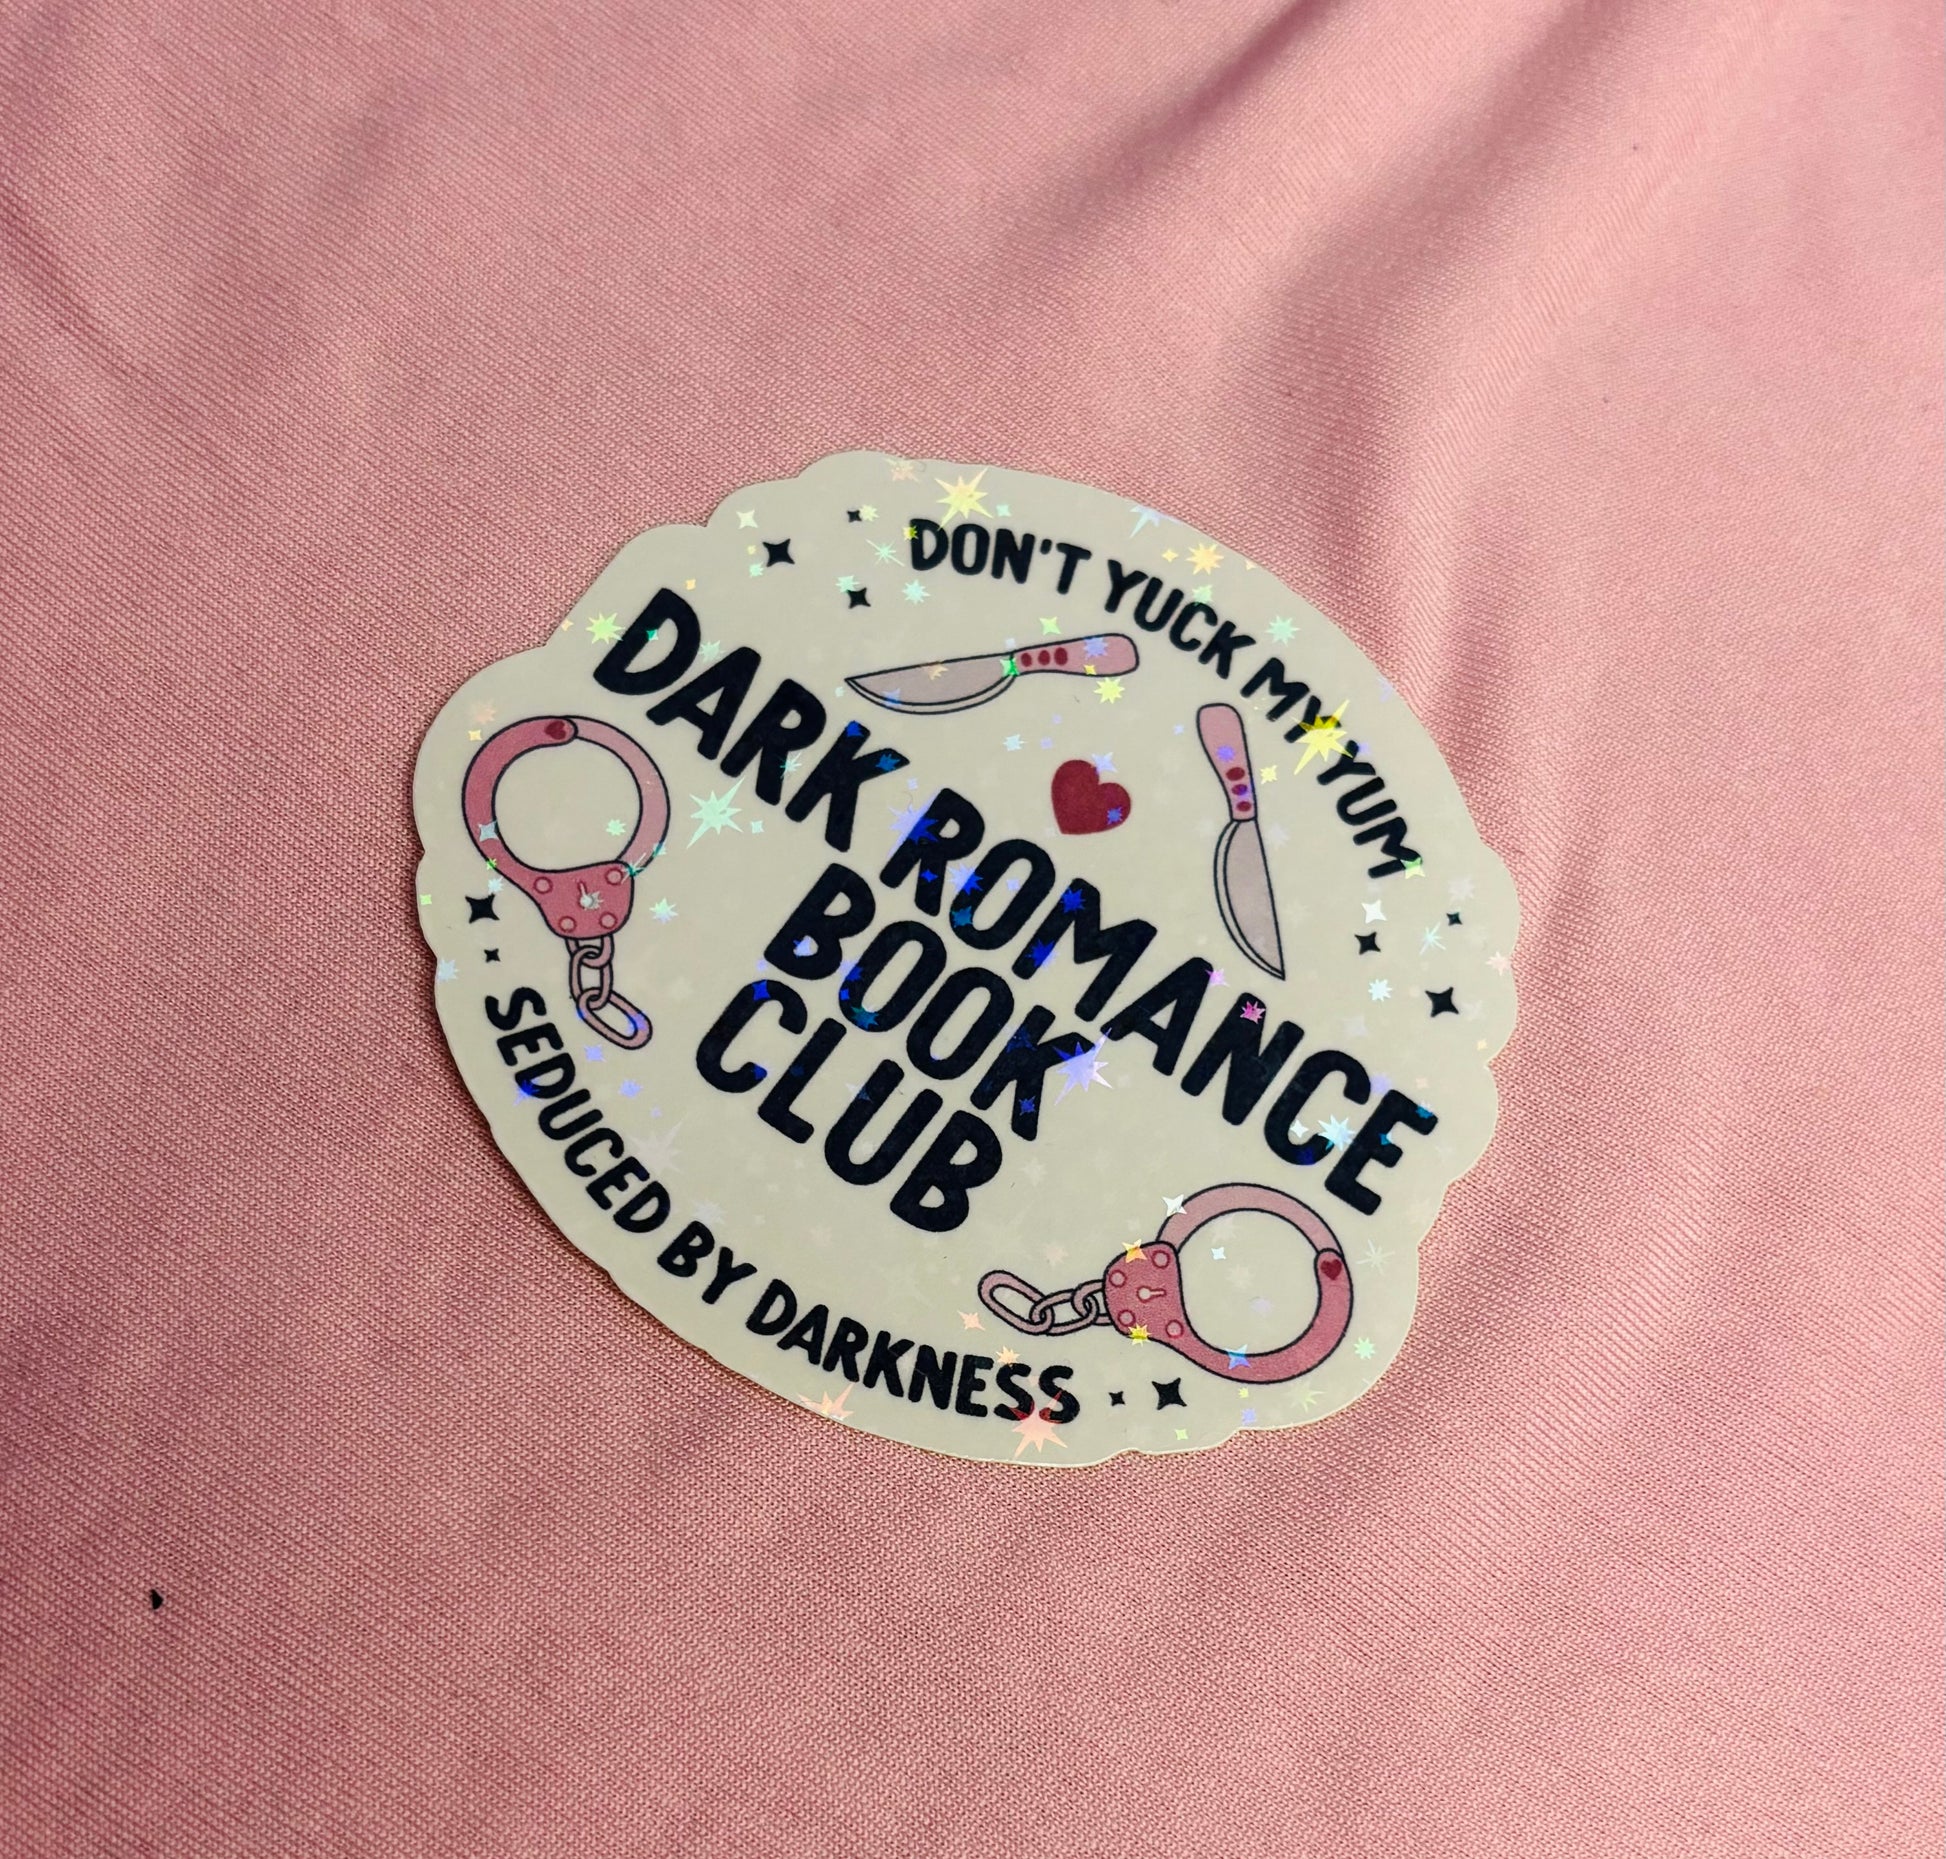 DON'T YUCK MY YUM
DARK ROMANCE
BOOK
CLUB
SEDUCED BY DARKNESS